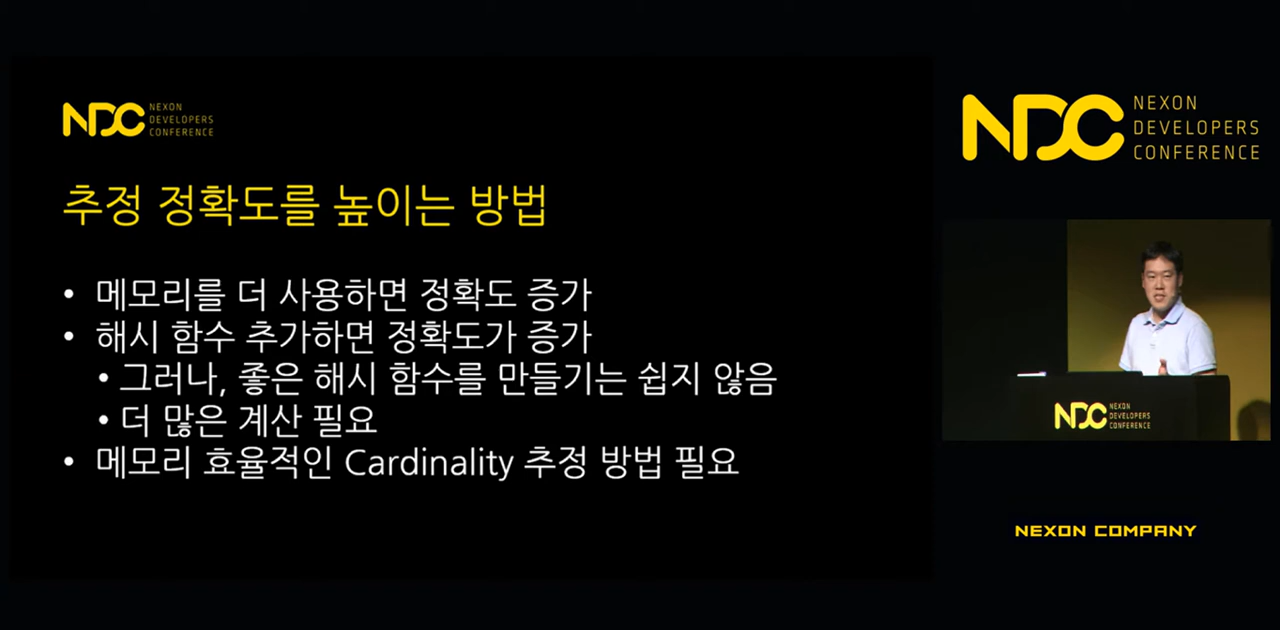 NDC NEXON
DEVELOPERS
CONFERENCE
추정 정확도를 높이는 방법
• 메모리를 더 사용하면 정확도 증가
• 해시 함수 추가하면 정확도가 증가
• 그러나, 좋은 해시 함수를 만들기는 쉽지 않음
• 더 많은 계산 필요
• 메모리 효율적인 Cardinality 추정 방법 필요
NDC NEXON
DEVELOPERS
CONFERENCE
NDC NEXON
DEVELOPERS
CONFERENCE
NEXON COMPANY